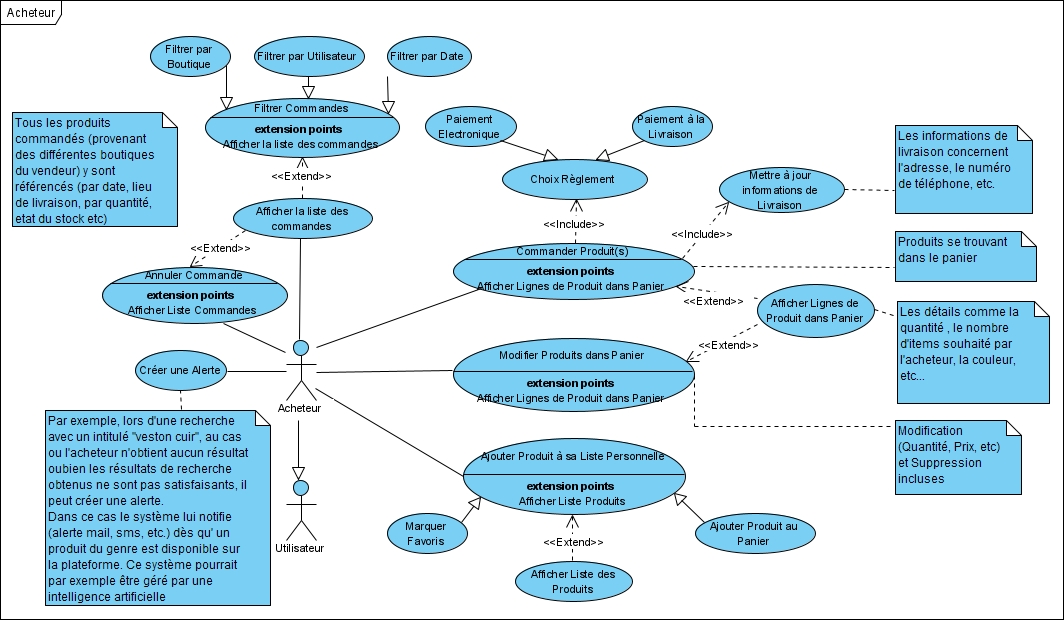 Acheteur
Filtrer par
Boutique
Filtrer par Utilisateur
Filtrer par Date
Filtrer Commandes
extension points
Afficher la liste des commandes
Tous les produits
commandés (provenant
des différentes boutiques
du vendeur) y sont
référencés (par date, lieu
de livraison, par quantité,
etat du stock etc)
<<Extend>>
Afficher la liste des
commandes
<<Extend>>
Annuler Commande
extension points
Afficher Liste Commandes
Paiement
Electronique
Paiement à la
Livraison
Choix Règlement
<<Include>>
Mettre à jour
informations de
Livraison
<<Include>>
Les informations de
livraison concernent
l'adresse, le numéro
de téléphone, etc.
Commander Produit(s)
extension points
Afficher Lignes de Produit dans Panier
Produits se trouvant
dans le panier
<<Extend>>
Afficher Lignes de
Produit dans Panier
<<Extend>>
Les détails comme la
quantité , le nombre
d'items souhaité par
l'acheteur, la couleur,
etc...
Créer une Alerte
Acheteur
Modifier Produits dans Panier
extension points
Afficher Lignes de Produit dans Panier
Par exemple, lors d'une recherche
avec un intitulé "veston cuir", au cas
ou l'acheteur n'obtient aucun résultat
oubien les résultats de recherche
obtenus ne sont pas satisfaisants, il
peut créer une alerte.
Dans ce cas le système lui notifie
(alerte mail, sms, etc.) dès qu' un
produit du genre est disponible sur
la plateforme. Ce système pourrait
par exemple être géré par une
intelligence artificielle
Utilisateur
Modification
(Quantité, Prix, etc)
et Suppression
incluses
Ajouter Produit à sa Liste Personnelle
extension points
Afficher Liste Produits
Marquer
Favoris
Ajouter Produit au
Panier
<<Extend>>
Afficher Liste des
Produits